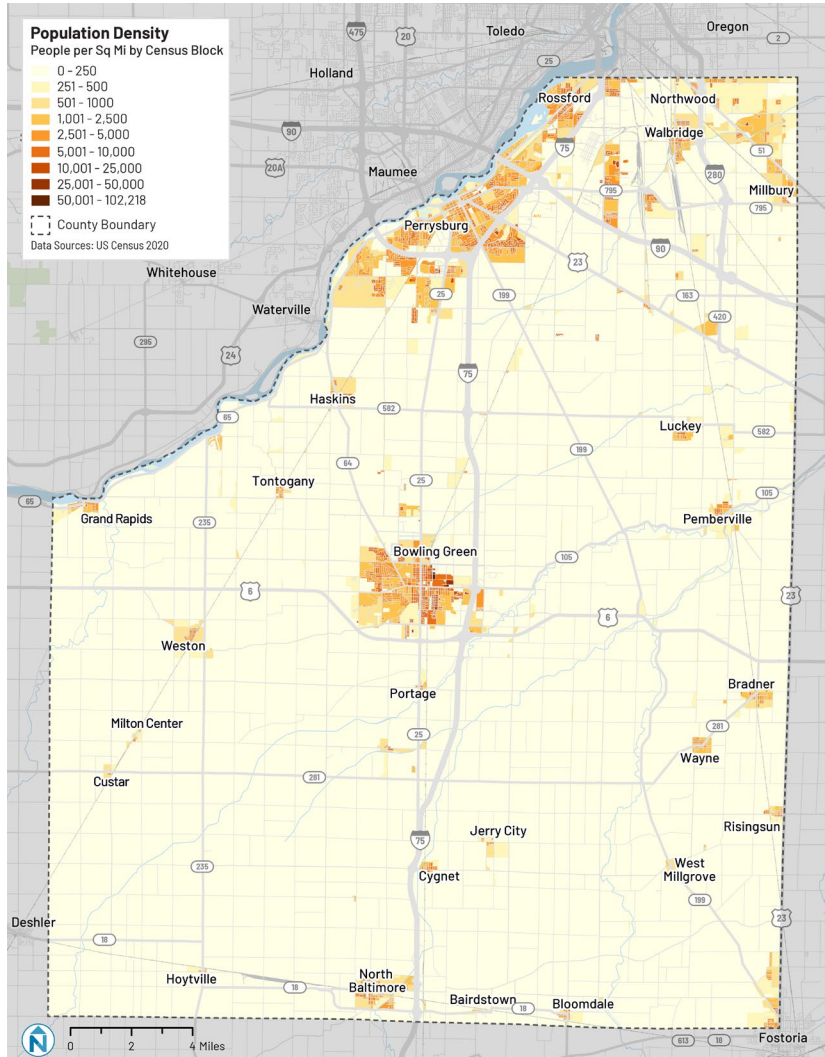 Population Density
People per Sq Mi by Census Block
0 - 250
251 - 500
501 - 1000
1,001 - 2,500
2,501 - 5,000
5,001 - 10,000
10,001 - 25,000
25,001 - 50,000
50,001 - 102,218
County Boundary
Data Sources: US Census 2020
475
20
Toledo
Oregon
2
Holland
25
Rossford
Northwood
90
Walbridge
75
51
20A
Maumee
280
795
Millbury
795
Perrysburg
90
23
Whitehouse
25
199
163
Waterville
420
295
24
75
Haskins
582
65
Luckey
582
64
199
Tontogany
25
105
65
Grand Rapids
235
Pemberville
Bowling Green
105
6
23
6
Weston
Portage
Bradner
Milton Center
281
25
Wayne
Custar
281
Risingsun
Jerry City
75
235
Cygnet
West
Millgrove
199
Deshler
23
18
Hoytville
North
Baltimore
18
Bairdstown
18
Bloomdale
N
0 2 4 Miles
613
18
Fostoria